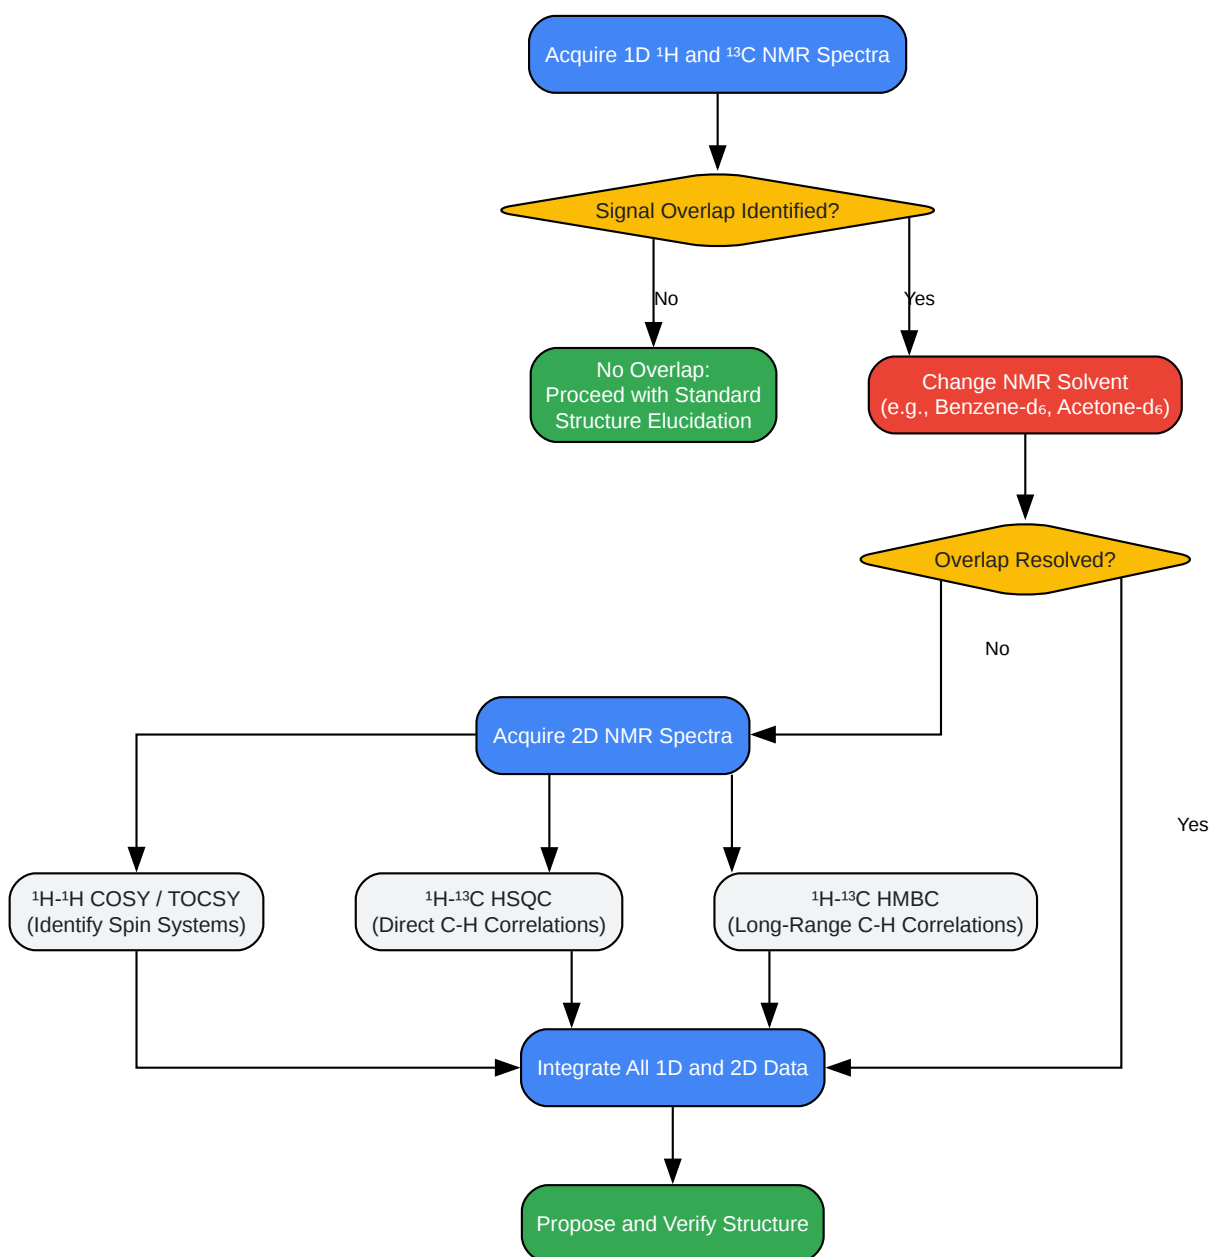 Acquire 1D ¹H and ¹³C NMR Spectra
Signal Overlap Identified?
No
Yes
No Overlap:
Proceed with Standard
Structure Elucidation
Change NMR Solvent
(e.g., Benzene-d₆, Acetone-d₆)
Overlap Resolved?
No
Acquire 2D NMR Spectra
Yes
¹H-¹H COSY / TOCSY
(Identify Spin Systems)
¹H-¹³C HSQC
(Direct C-H Correlations)
¹H-¹³C HMBC
(Long-Range C-H Correlations)
Integrate All 1D and 2D Data
Propose and Verify Structure